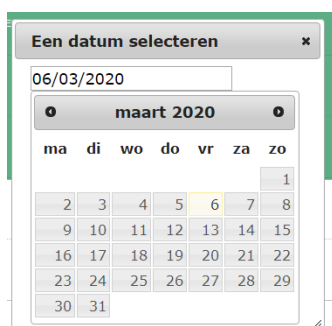 Een datum selecteren
06/03/2020
maart 2020
ma di wo do vr za zo
1
2 3 4 5 6 7 8
9 10 11 12 13 14 15
16 17 18 19 20 21 22
23 24 25 26 27 28 29
30 31